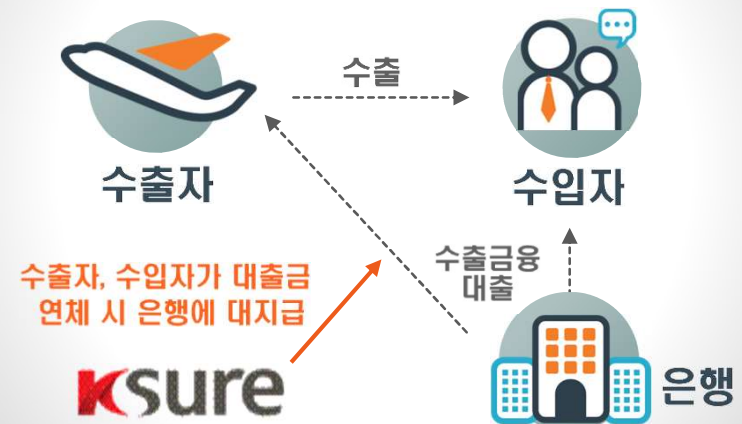 수출
수출자
수입자
수출금융
대출
수출자, 수입자가 대출금
연체 시 은행에 대지급
ksure
은행